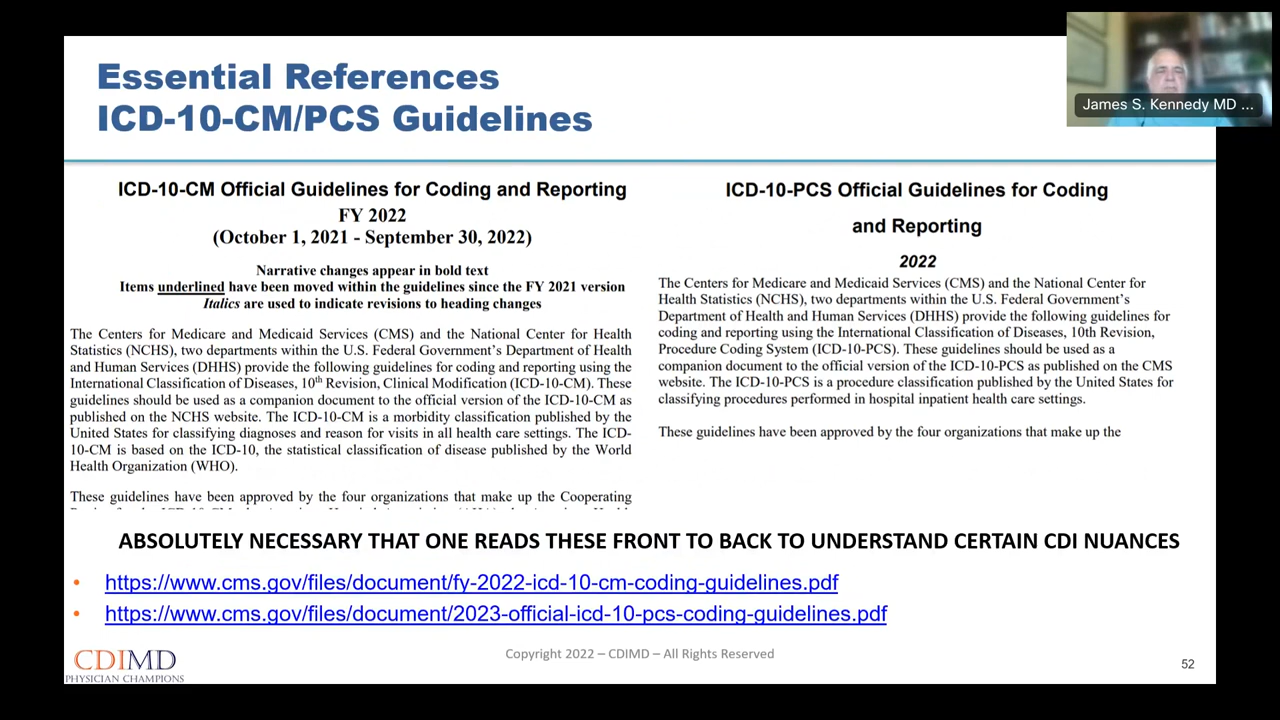 Essential References
ICD-10-CM/PCS Guidelines
James S. Kennedy MD ...
ICD-10-CM Official Guidelines for Coding and Reporting
FY 2022
(October 1, 2021 - September 30, 2022)
Narrative changes appear in bold text
Items underlined have been moved within the guidelines since the FY 2021 version
Italics are used to indicate revisions to heading changes
The Centers for Medicare and Medicaid Services (CMS) and the National Center for Health
Statistics (NCHS), two departments within the U.S. Federal Government's Department of Health
and Human Services (DHHS) provide the following guidelines for coding and reporting using the
International Classification of Diseases, 10th Revision, Clinical Modification (ICD-10-CM). These
guidelines should be used as a companion document to the official version of the ICD-10-CM as
published on the NCHS website. The ICD-10-CM is a morbidity classification published by the
United States for classifying diagnoses and reason for visits in all health care settings. The ICD-
10-CM is based on the ICD-10, the statistical classification of disease published by the World
Health Organization (WHO).
These guidelines have been approved by the four organizations that make up the Cooperating
ICD-10-PCS Official Guidelines for Coding
and Reporting
2022
The Centers for Medicare and Medicaid Services (CMS) and the National Center for
Health Statistics (NCHS), two departments within the U.S. Federal Government's
Department of Health and Human Services (DHHS) provide the following guidelines for
coding and reporting using the International Classification of Diseases, 10th Revision,
Procedure Coding System (ICD-10-PCS). These guidelines should be used as a
companion document to the official version of the ICD-10-PCS as published on the CMS
website. The ICD-10-PCS is a procedure classification published by the United States for
classifying procedures performed in hospital inpatient health care settings.
These guidelines have been approved by the four organizations that make up the
ABSOLUTELY NECESSARY THAT ONE READS THESE FRONT TO BACK TO UNDERSTAND CERTAIN CDI NUANCES
• https://www.cms.gov/files/document/fy-2022-icd-10-cm-coding-guidelines.pdf
• https://www.cms.gov/files/document/2023-official-icd-10-pcs-coding-guidelines.pdf
CDIMD
PHYSICIAN CHAMPIONS
Copyright 2022 – CDIMD – All Rights Reserved
52